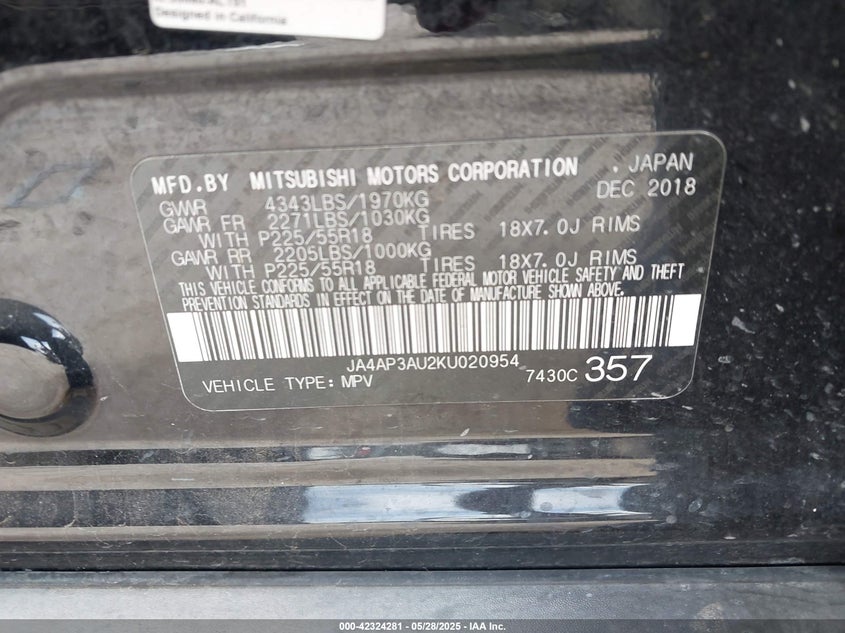 Designed in California
MFD.BY MITSUBISHI MOTORS CORPORATION , JAPAN
GWR 4343LBS/1970KG DEC 2018
GAWR FR 2271LBS/1030KG
WITH P225/55R18 TIRES 18X7.0J RIMS
GAWR RR 2205LBS/1000KG
WITH P225/55R18 TIRES 18X7.0J RIMS
THIS VEHICLE CONFORMS TO ALL APPLICABLE FEDERAL MOTOR VEHICLE SAFETY AND THEFT
PREVENTION STANDARDS IN EFFECT ON THE DATE OF MANUFACTURE SHOWN ABOVE.
JA4AP3AU2KU020954
VEHICLE TYPE: MPV 7430C 357
000-42324281 — 05/28/2025 — IAA Inc.